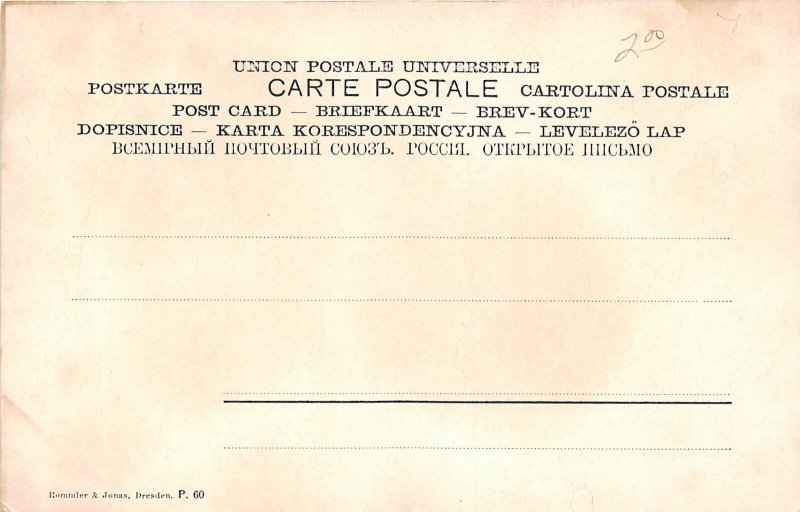 2.00
UNION POSTALE UNIVERSELLE
POSTKARTE CARTE POSTALE CARTOLINA POSTALE
POST CARD — BRIEFKAART — BREV-KORT
DOPISNICE — KARTA KORESPONDENCYJNA — LEVELEZŐ LAP
ВСЕМІРНЫЙ ПОЧТОВЫЙ СОЮЗЪ. РОССІЯ. ОТКРЫТОЕ ПИСЬМО
Rommler & Jonas, Dresden. P. 60